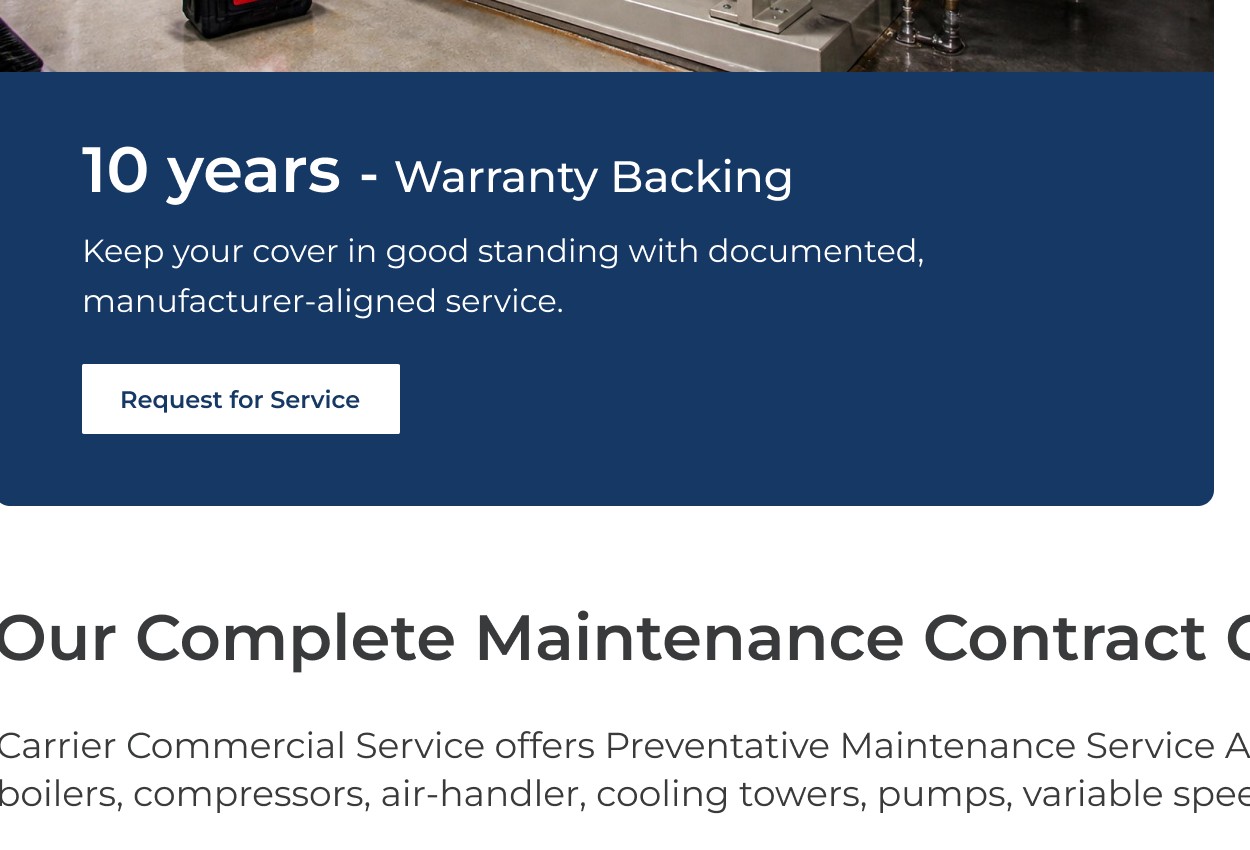 10 years - Warranty Backing
Keep your cover in good standing with documented,
manufacturer-aligned service.
Request for Service
Our Complete Maintenance Contract
Carrier Commercial Service offers Preventative Maintenance Service
boilers, compressors, air-handler, cooling towers, pumps, variable